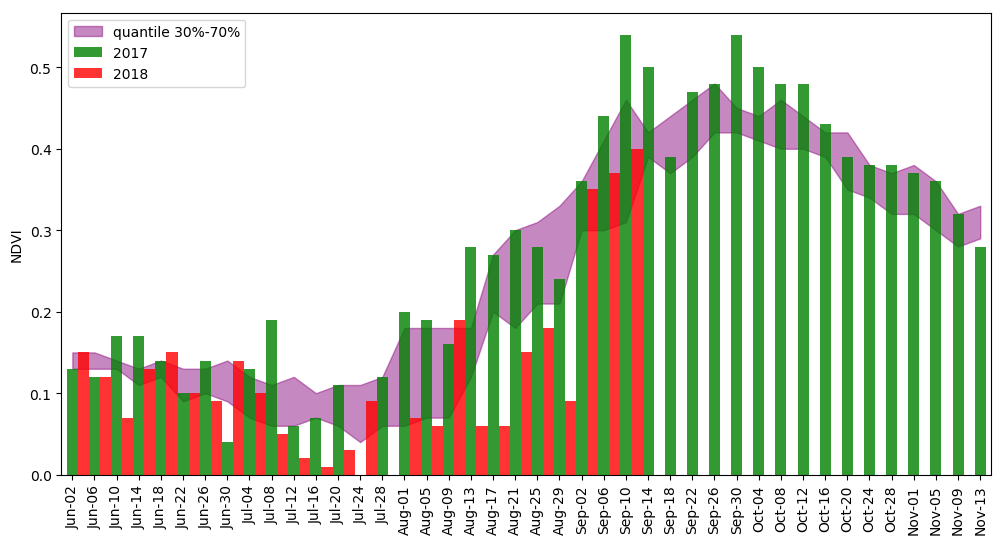 quantile 30%-70%
2017
2018
NDVI
0.5
0.4
0.3
0.2
0.1
0.0
Jun-02
Jun-06
Jun-10
Jun-14
Jun-18
Jun-22
Jun-26
Jun-30
Jul-04
Jul-08
Jul-12
Jul-16
Jul-20
Jul-24
Jul-28
Aug-01
Aug-05
Aug-09
Aug-13
Aug-17
Aug-21
Aug-25
Aug-29
Sep-02
Sep-06
Sep-10
Sep-14
Sep-18
Sep-22
Sep-26
Sep-30
Oct-04
Oct-08
Oct-12
Oct-16
Oct-20
Oct-24
Oct-28
Nov-01
Nov-05
Nov-09
Nov-13